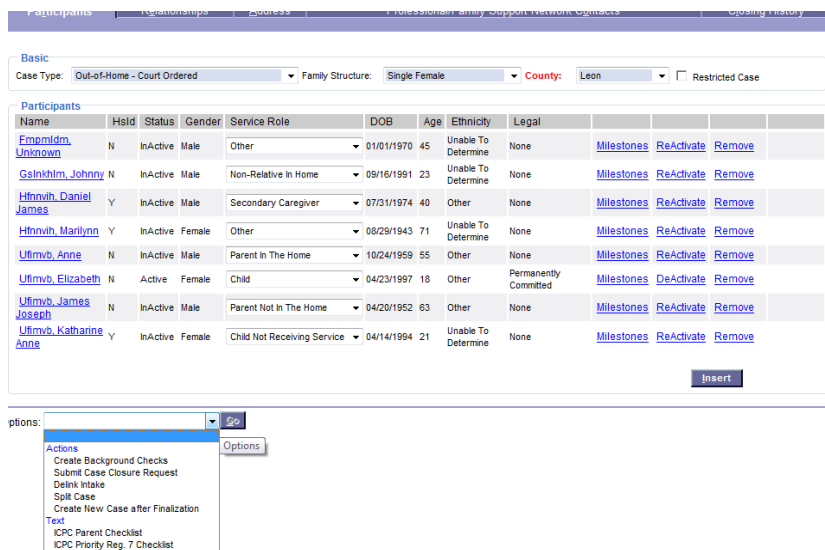 Participants Relationships Address Professional/Family Support Network Contacts Closing History
Basic
Case Type: Out-of-Home - Court Ordered Family Structure: Single Female County: Leon Restricted Case
Participants
Name HsId Status Gender Service Role DOB Age Ethnicity Legal
Fmpmldm, Unknown N InActive Male Other 01/01/1970 45 Unable To Determine None Milestones ReActivate Remove
Gslnkhlm, Johnny N InActive Male Non-Relative In Home 09/16/1991 23 Unable To Determine None Milestones ReActivate Remove
Hfnnvih, Daniel James Y InActive Male Secondary Caregiver 07/31/1974 40 Other None Milestones ReActivate Remove
Hfnnvih, Marilynn Y InActive Female Other 08/29/1943 71 Unable To Determine None Milestones ReActivate Remove
Ufimvb, Anne N InActive Male Parent In The Home 10/24/1959 55 Other None Milestones ReActivate Remove
Ufimvb, Elizabeth N Active Female Child 04/23/1997 18 Other Permanently Committed Milestones DeActivate Remove
Ufimvb, James Joseph N InActive Male Parent Not In The Home 04/20/1952 63 Other None Milestones ReActivate Remove
Ufimvb, Katharine Anne Y InActive Female Child Not Receiving Service 04/14/1994 21 Unable To Determine None Milestones ReActivate Remove
Insert
ptions: Go
Options
Actions
Create Background Checks
Submit Case Closure Request
Delink Intake
Split Case
Create New Case after Finalization
Text
ICPC Parent Checklist
ICPC Priority Reg. 7 Checklist